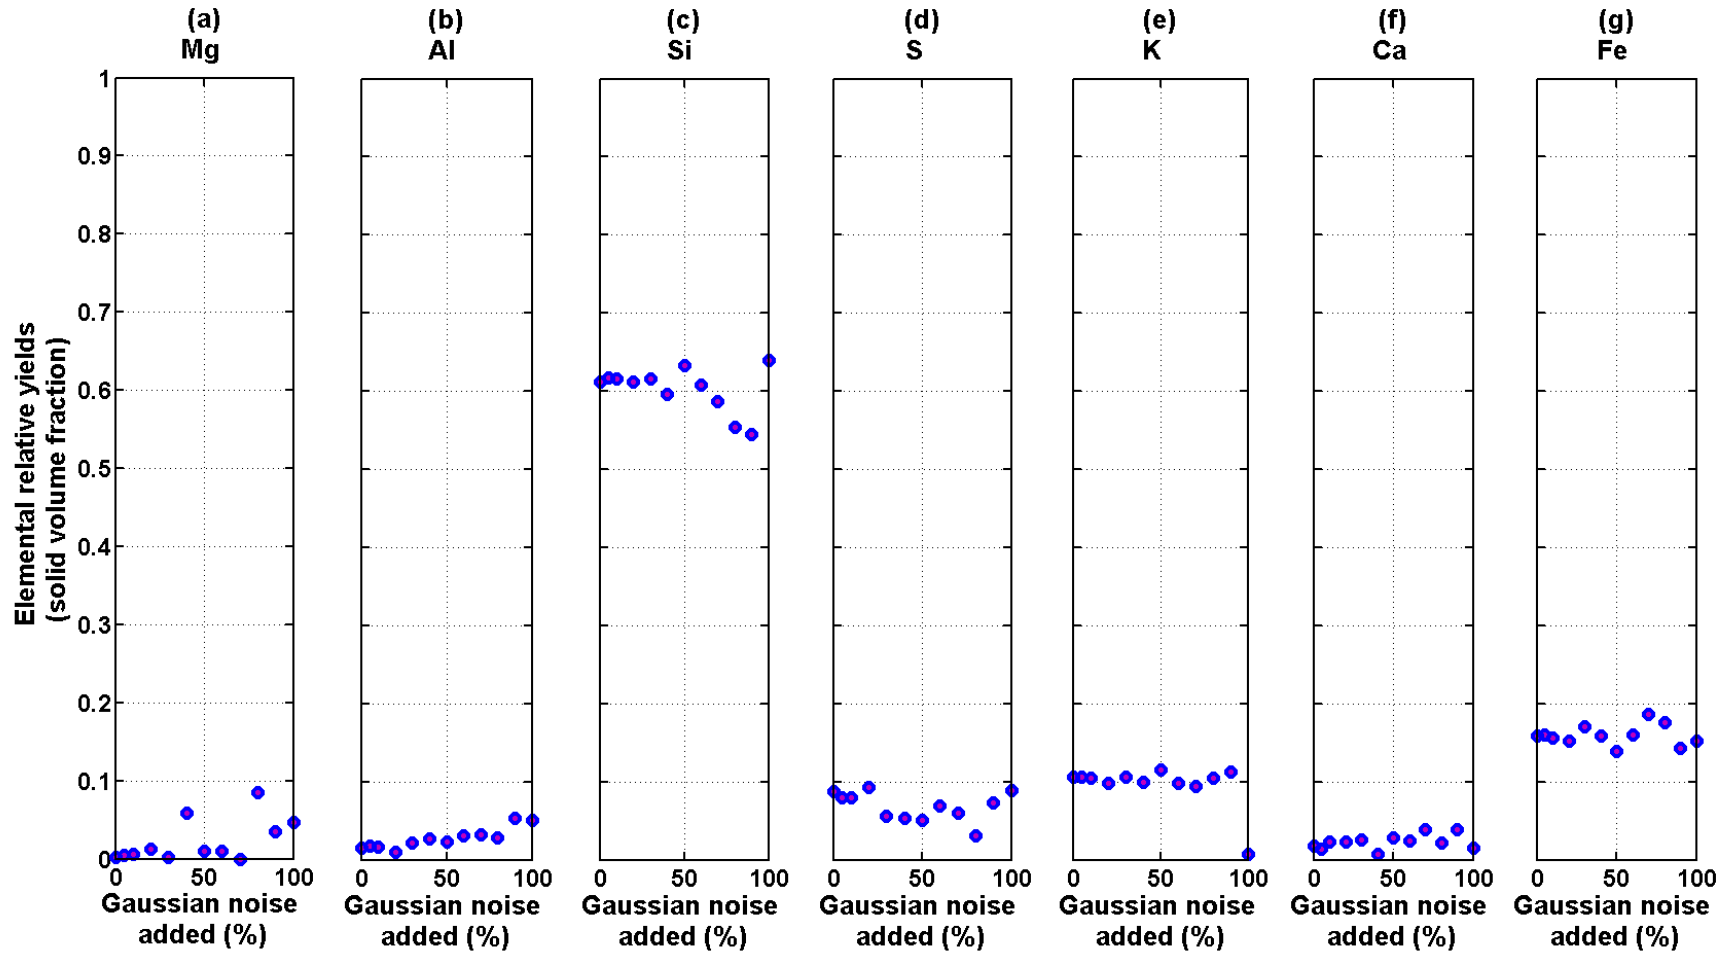 (a)
Mg
(b)
Al
(c)
Si
(d)
S
(e)
K
(f)
Ca
(g)
Fe
Elemental relative yields
(solid volume fraction)
1
0.9
0.8
0.7
0.6
0.5
0.4
0.3
0.2
0.1
0
0 50 100
Gaussian noise
added (%)
0 50 100
Gaussian noise
added (%)
0 50 100
Gaussian noise
added (%)
0 50 100
Gaussian noise
added (%)
0 50 100
Gaussian noise
added (%)
0 50 100
Gaussian noise
added (%)
0 50 100
Gaussian noise
added (%)